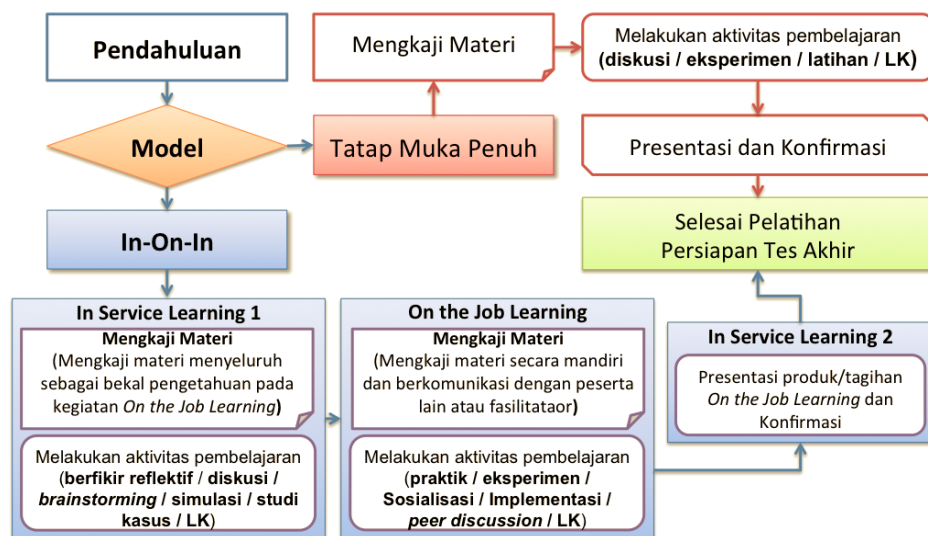 Pendahuluan
Model
Tatap Muka Penuh
Mengkaji Materi
Melakukan aktivitas pembelajaran
(diskusi / eksperimen / latihan / LK)
Presentasi dan Konfirmasi
Selesai Pelatihan
Persiapan Tes Akhir
In-On-In
In Service Learning 1
Mengkaji Materi
(Mengkaji materi menyeluruh
sebagai bekal pengetahuan pada
kegiatan On the Job Learning)
Melakukan aktivitas pembelajaran
(berfikir reflektif / diskusi /
brainstorming / simulasi / studi
kasus / LK)
On the Job Learning
Mengkaji Materi
(Mengkaji materi secara mandiri
dan berkomunikasi dengan peserta
lain atau fasilitataor)
Melakukan aktivitas pembelajaran
(praktik / eksperimen /
Sosialisasi / Implementasi /
peer discussion / LK)
In Service Learning 2
Presentasi produk/tagihan
On the Job Learning dan
Konfirmasi